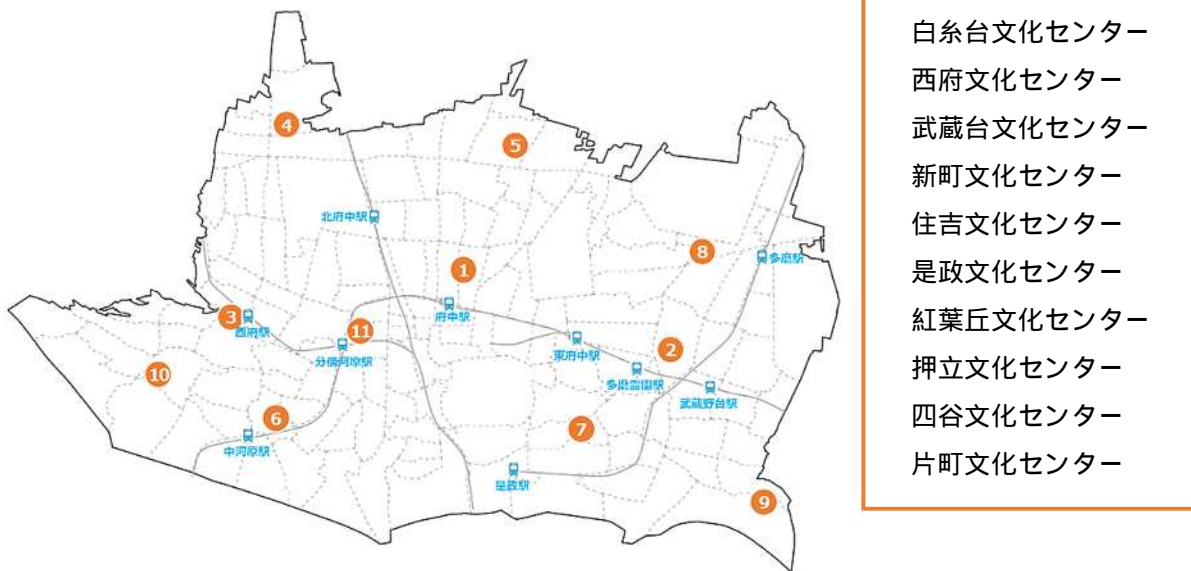 白糸台文化センター
西府文化センター
武蔵台文化センター
新町文化センター
住吉文化センター
是政文化センター
紅葉丘文化センター
押立文化センター
四谷文化センター
片町文化センター
4
5
北府中駅
8
多磨駅
1
府中駅
3
西府駅
11
分倍河原駅
東府中駅
2
多磨霊園駅
武蔵野台駅
10
6
中河原駅
7
是政駅
9